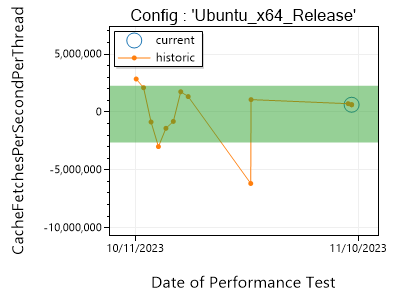 Config : 'Ubuntu_x64_Release'
current
historic
CacheFetchesPerSecondPerThread
5,000,000
0
-5,000,000
-10,000,000
10/11/2023
11/10/2023
Date of Performance Test